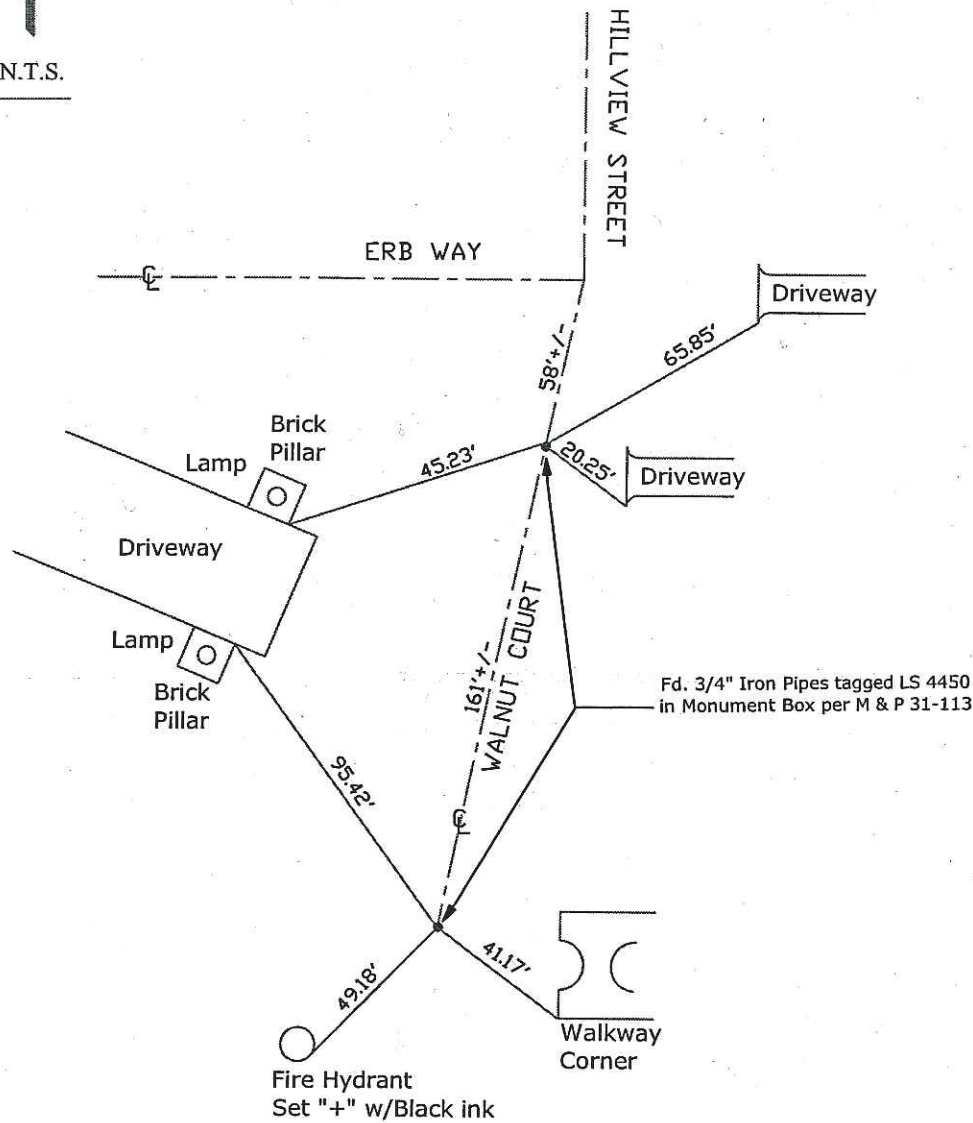 N.T.S.
HILLVIEW STREET
ERB WAY
CL
Driveway
58'+/-
65.85'
Brick
Pillar
Lamp
45.23'
20.25'
Driveway
Driveway
Lamp
Brick
Pillar
161'+/-
WALNUT COURT
Fd. 3/4" Iron Pipes tagged LS 4450
in Monument Box per M & P 31-113
95.42'
CL
49.18'
41.17'
Walkway
Corner
Fire Hydrant
Set "+" w/Black ink